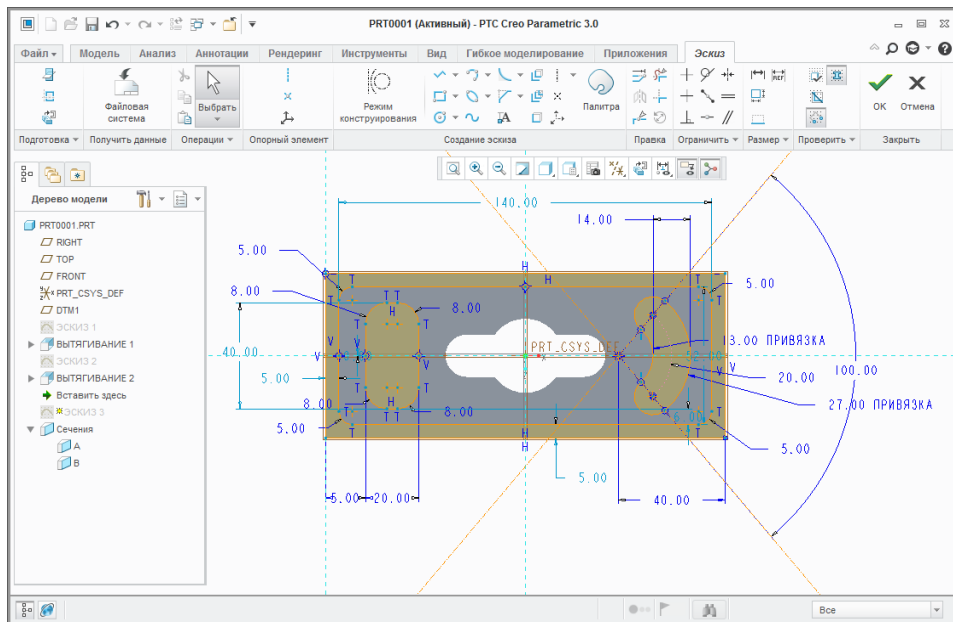 PRT0001 (Активный) - PTC Creo Parametric 3.0
Файл Модель Анализ Аннотации Рендеринг Инструменты Вид Гибкое моделирование Приложения Эскиз
Файловая система
Выбрать
Режим конструирования
Палитра
ОК Отмена
Подготовка Получить данные Операции Опорный элемент Создание эскиза Правка Ограничить Размер Проверить Закрыть
Дерево модели
PRT0001.PRT
RIGHT
TOP
FRONT
PRT_CSYS_DEF
DTM1
ЭСКИЗ 1
ВЫТЯГИВАНИЕ 1
ЭСКИЗ 2
ВЫТЯГИВАНИЕ 2
Вставить здесь
ЭСКИЗ 3
Сечения
A
B
140.00
14.00
5.00
5.00
8.00
8.00
PRT_CSYS_DEF
13.00 ПРИВЯЗКА
40.00
100.00
5.00
20.00
27.00 ПРИВЯЗКА
8.00
8.00
6.00
5.00
5.00
5.00
5.00
20.00
40.00
Все